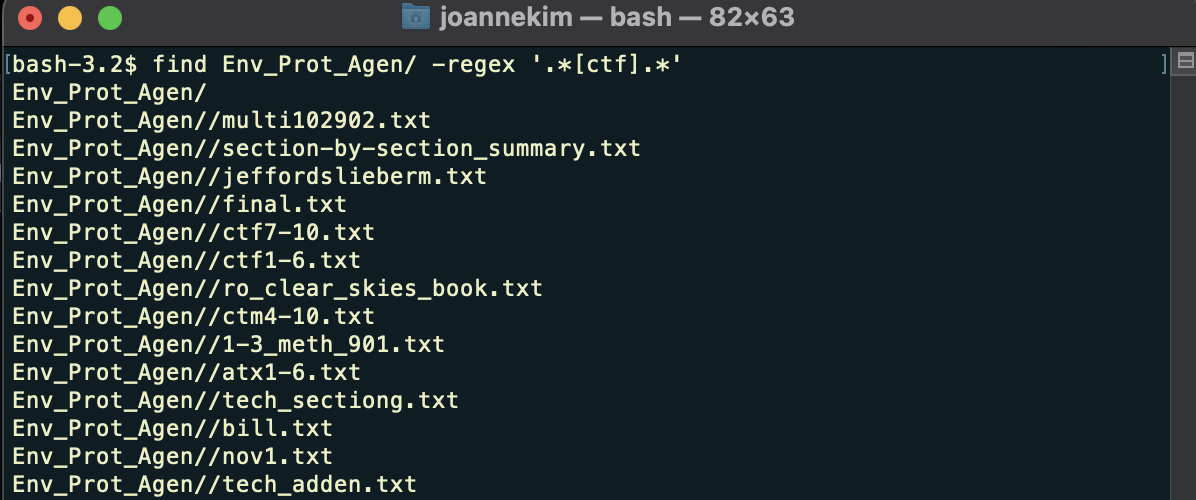 joannekim — bash — 82×63
[bash-3.2$ find Env_Prot_Agen/ -regex '.*[ctf].*' ]
Env_Prot_Agen/
Env_Prot_Agen//multi102902.txt
Env_Prot_Agen//section-by-section_summary.txt
Env_Prot_Agen//jeffordslieberm.txt
Env_Prot_Agen//final.txt
Env_Prot_Agen//ctf7-10.txt
Env_Prot_Agen//ctf1-6.txt
Env_Prot_Agen//ro_clear_skies_book.txt
Env_Prot_Agen//ctm4-10.txt
Env_Prot_Agen//1-3_meth_901.txt
Env_Prot_Agen//atx1-6.txt
Env_Prot_Agen//tech_sectiong.txt
Env_Prot_Agen//bill.txt
Env_Prot_Agen//nov1.txt
Env_Prot_Agen//tech_adden.txt